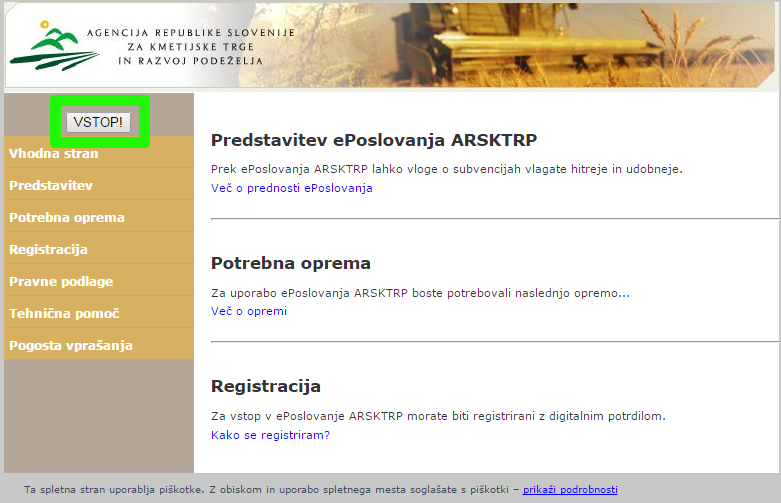 AGENCIJA REPUBLIKE SLOVENIJE
ZA KMETIJSKE TRGE
IN RAZVOJ PODEŽELJA
VSTOP!
Vhodna stran
Predstavitev
Potrebna oprema
Registracija
Pravne podlage
Tehnična pomoč
Pogosta vprašanja
Predstavitev ePoslovanja ARSKTRP
Prek ePoslovanja ARSKTRP lahko vloge o subvencijah vlagate hitreje in udobneje.
Več o prednosti ePoslovanja
Potrebna oprema
Za uporabo ePoslovanja ARSKTRP boste potrebovali naslednjo opremo...
Več o opremi
Registracija
Za vstop v ePoslovanje ARSKTRP morate biti registrirani z digitalnim potrdilom.
Kako se registriram?
Ta spletna stran uporablja piškotke. Z obiskom in uporabo spletnega mesta soglašate s piškotki – prikaži podrobnosti